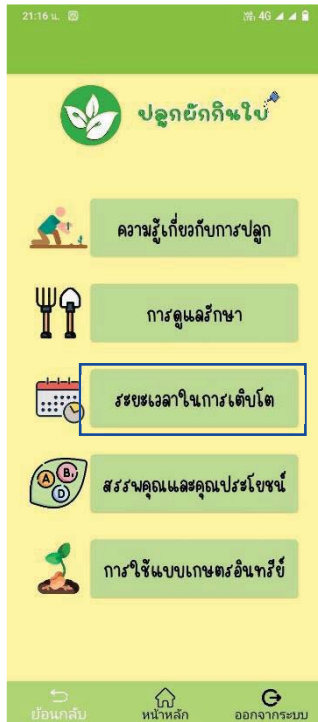 21:16 น. 4G
ปลูกผักกินใบ
ความรู้เกี่ยวกับการปลูก
การดูแลรักษา
ระยะเวลาในการเติบโต
A B, D
สรรพคุณและคุณประโยชน์
การใช้แบบเกษตรอินทรีย์
ย้อนกลับ หน้าหลัก ออกจากระบบ